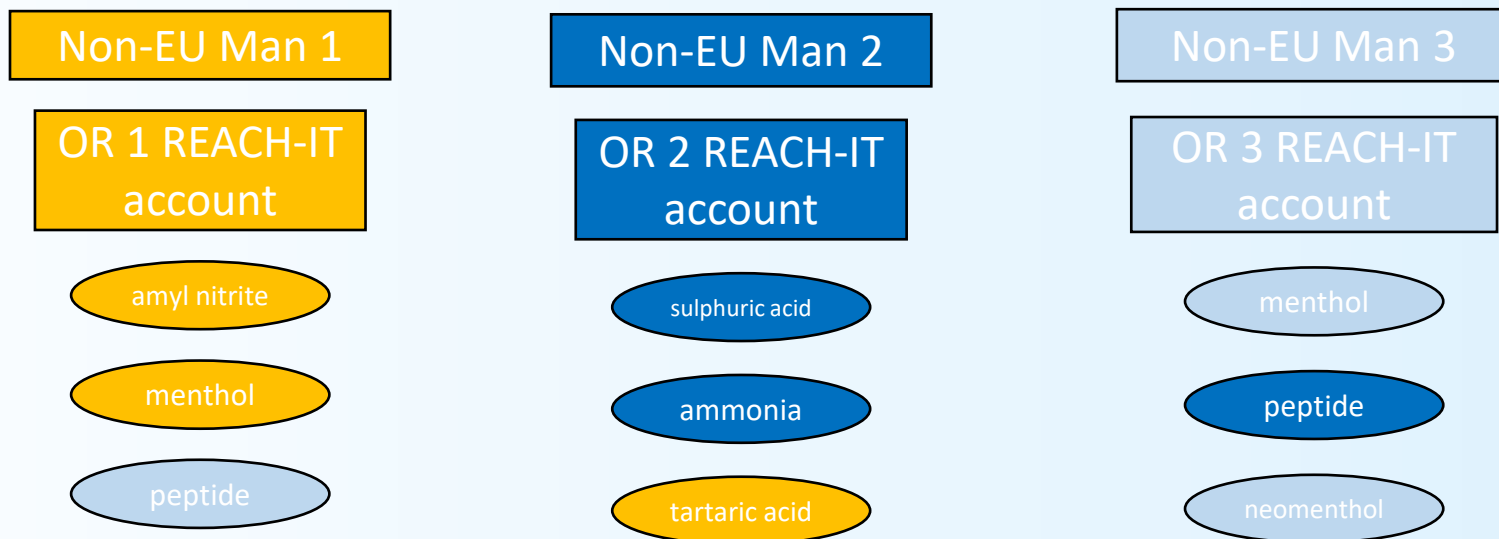 Non-EU Man 1
OR 1 REACH-IT
account
amyl nitrite
menthol
peptide
Non-EU Man 2
OR 2 REACH-IT
account
sulphuric acid
ammonia
tartaric acid
Non-EU Man 3
OR 3 REACH-IT
account
menthol
peptide
neomenthol